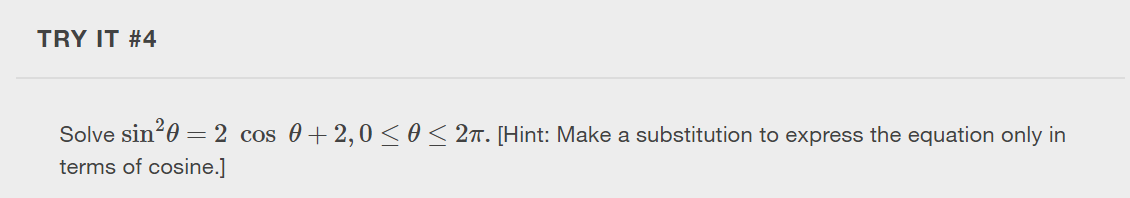 TRY IT #4
Solve sin²θ = 2 cos θ + 2, 0 ≤ θ ≤ 2π. [Hint: Make a substitution to express the equation only in
terms of cosine.]